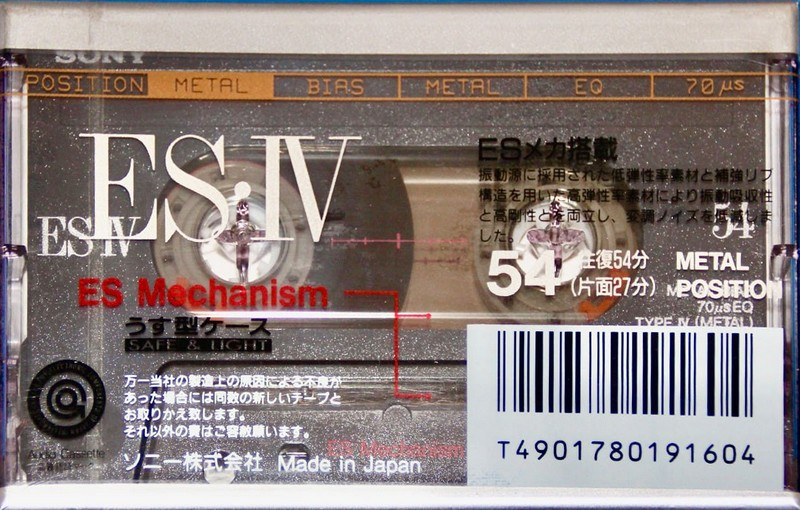 SONY
POSITION METAL BIAS METAL EQ 70μs
ES・IV
ES IV
ESメカ搭載
振動源に採用された低弾性率素材と補強リブ
構造を用いた高弾性率素材により振動吸収性
と高剛性とを両立し、変調ノイズを低減しま
した。
54
54 往復54分
(片面27分)
METAL
POSITION
70μsEQ
TYPE IV (METAL)
ES Mechanism
うす型ケース
SAFE & LIGHT
万一当社の製造上の原因による不良が
あった場合には同数の新しいテープと
お取りかえ致します。
それ以外の責はご容赦願います。
ES Mechanism
Audio Cassette
ソニー株式会社 Made in Japan
T4901780191604